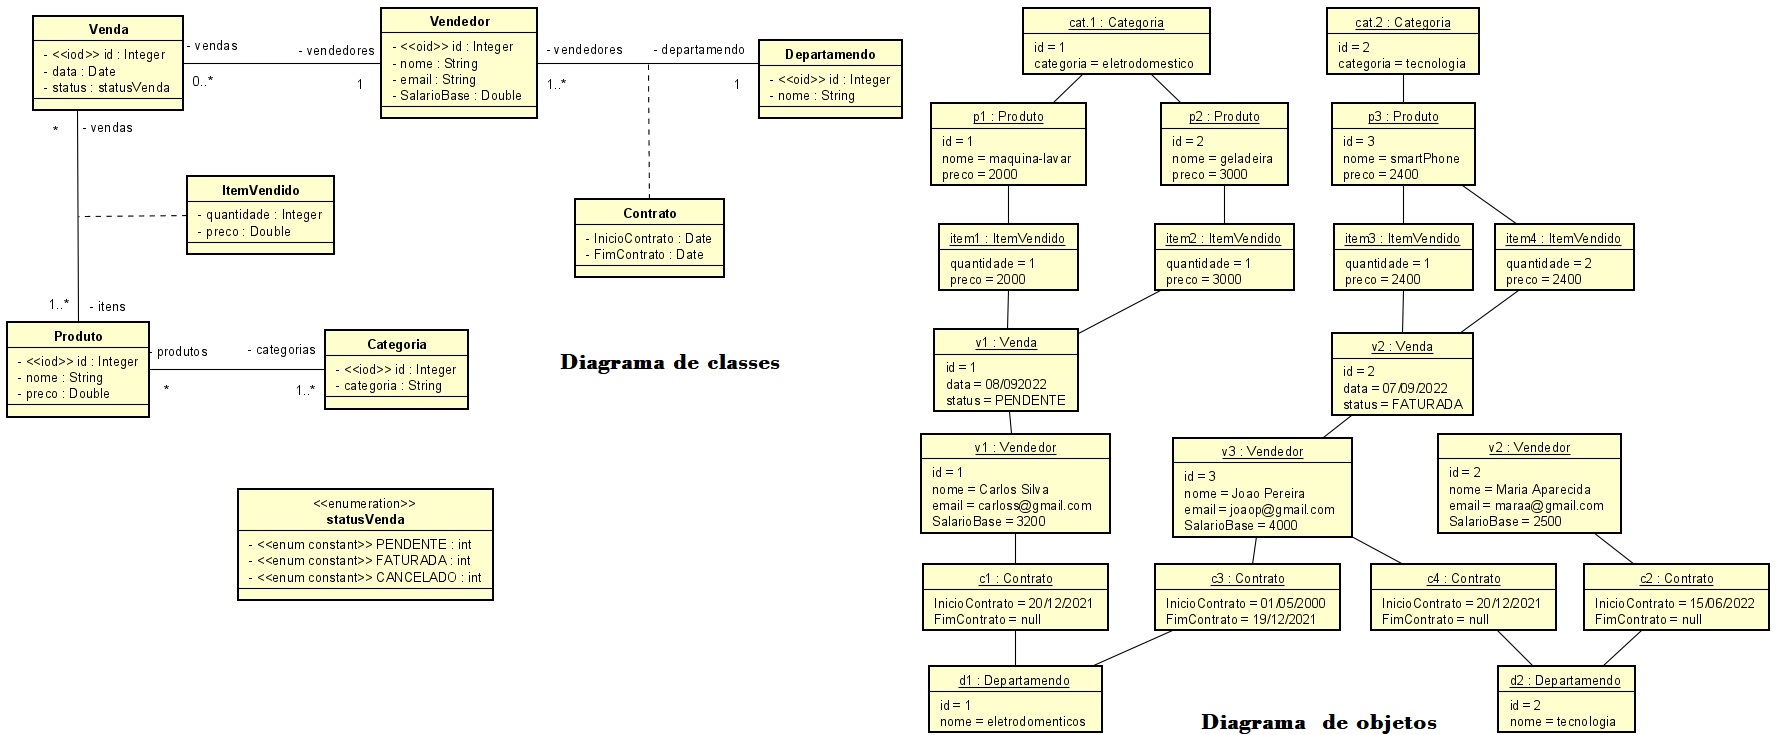 Venda
- <<iod>> id : Integer
- data : Date
- status : statusVenda
- vendas
0..*
- vendedores
1
Vendedor
- <<oid>> id : Integer
- nome : String
- email : String
- SalarioBase : Double
- vendedores
1..*
- departamendo
1
Departamendo
- <<oid>> id : Integer
- nome : String
*
- vendas
ItemVendido
- quantidade : Integer
- preco : Double
Contrato
- InicioContrato : Date
- FimContrato : Date
1..*
- itens
Produto
- <<iod>> id : Integer
- nome : String
- preco : Double
- produtos
*
- categorias
1..*
Categoria
- <<iod>> id : Integer
- categoria : String
Diagrama de classes
<<enumeration>>
statusVenda
- <<enum constant>> PENDENTE : int
- <<enum constant>> FATURADA : int
- <<enum constant>> CANCELADO : int
cat.1 : Categoria
id = 1
categoria = eletrodomestico
cat.2 : Categoria
id = 2
categoria = tecnologia
p1 : Produto
id = 1
nome = maquina-lavar
preco = 2000
p2 : Produto
id = 2
nome = geladeira
preco = 3000
p3 : Produto
id = 3
nome = smartPhone
preco = 2400
item1 : ItemVendido
quantidade = 1
preco = 2000
item2 : ItemVendido
quantidade = 1
preco = 3000
item3 : ItemVendido
quantidade = 1
preco = 2400
item4 : ItemVendido
quantidade = 2
preco = 2400
v1 : Venda
id = 1
data = 08/092022
status = PENDENTE
v2 : Venda
id = 2
data = 07/09/2022
status = FATURADA
v1 : Vendedor
id = 1
nome = Carlos Silva
email = carloss@gmail.com
SalarioBase = 3200
v3 : Vendedor
id = 3
nome = Joao Pereira
email = joaop@gmail.com
SalarioBase = 4000
v2 : Vendedor
id = 2
nome = Maria Aparecida
email = maraa@gmail.com
SalarioBase = 2500
c1 : Contrato
InicioContrato = 20/12/2021
FimContrato = null
c3 : Contrato
InicioContrato = 01/05/2000
FimContrato = 19/12/2021
c4 : Contrato
InicioContrato = 20/12/2021
FimContrato = null
c2 : Contrato
InicioContrato = 15/06/2022
FimContrato = null
d1 : Departamendo
id = 1
nome = eletrodomenticos
d2 : Departamendo
id = 2
nome = tecnologia
Diagrama de objetos